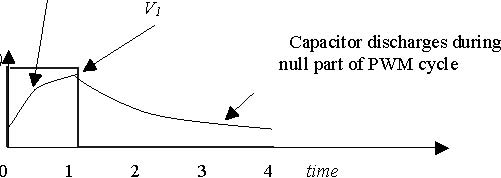 V1
Capacitor discharges during
null part of PWM cycle
0 1 2 3 4 time